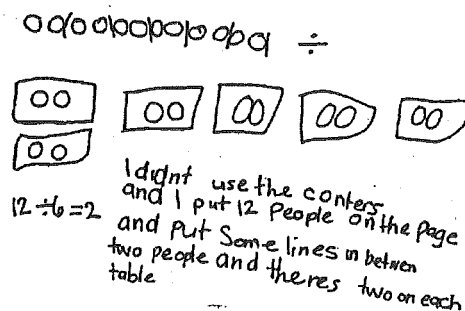 ÷
12÷6=2
I didnt use the conters
and I put 12 People on the page
and put Some lines in betwen
two people and theres two on each
table